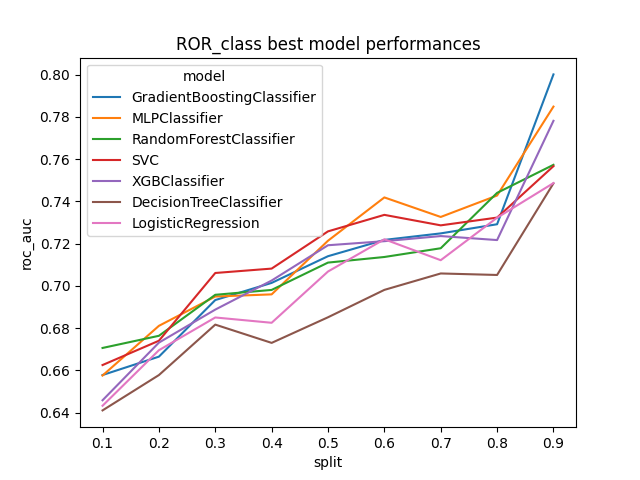 ROR_class best model performances
model
GradientBoostingClassifier
MLPClassifier
RandomForestClassifier
SVC
XGBClassifier
DecisionTreeClassifier
LogisticRegression
roc_auc
0.80
0.78
0.76
0.74
0.72
0.70
0.68
0.66
0.64
0.1 0.2 0.3 0.4 0.5 0.6 0.7 0.8 0.9
split